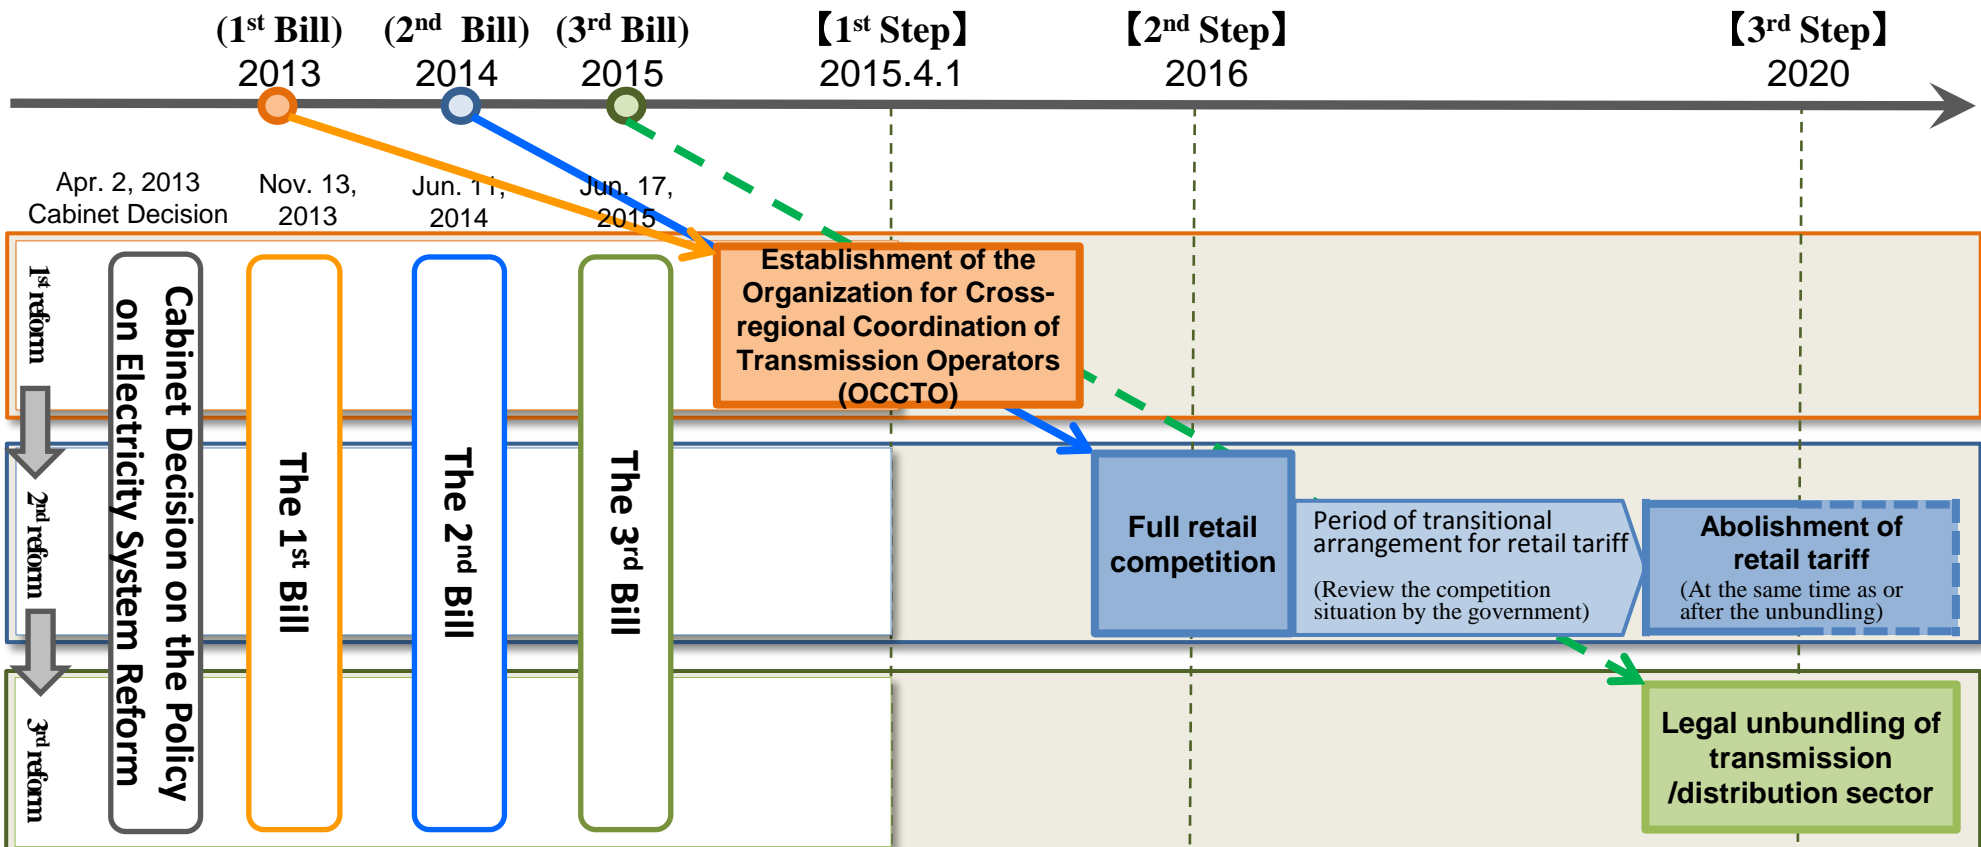 (1st Bill) (2nd Bill) (3rd Bill) 【1st Step】 【2nd Step】 【3rd Step】
2013 2014 2015 2015.4.1 2016 2020
Apr. 2, 2013
Cabinet Decision
Nov. 13,
2013
Jun. 11,
2014
Jun. 17,
2015
1st reform
2nd reform
3rd reform
Cabinet Decision on the Policy
on Electricity System Reform
The 1st Bill
The 2nd Bill
The 3rd Bill
Establishment of the
Organization for Cross-
regional Coordination of
Transmission Operators
(OCCTO)
Full retail
competition
Period of transitional
arrangement for retail tariff
(Review the competition
situation by the government)
Abolishment of
retail tariff
(At the same time as or
after the unbundling)
Legal unbundling of
transmission
/distribution sector